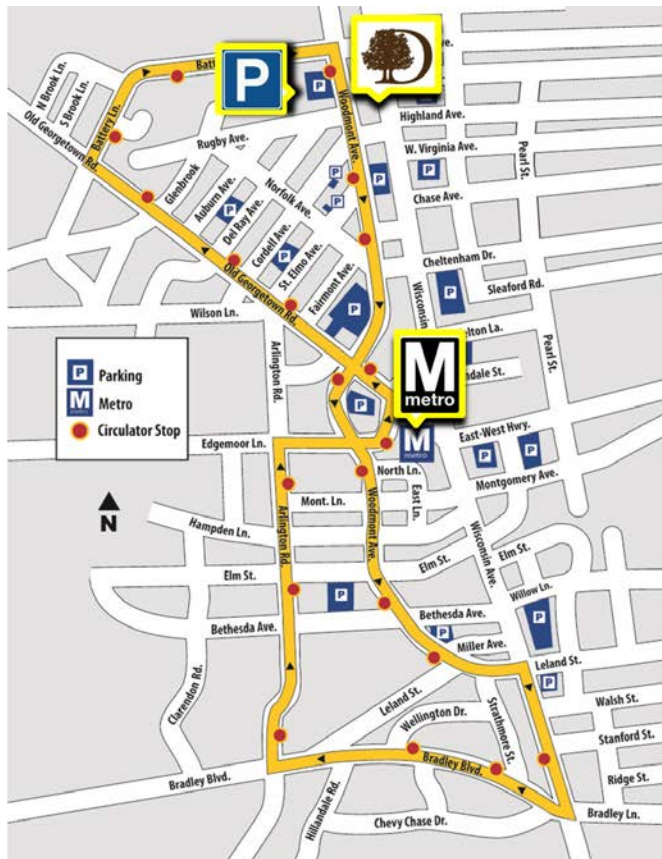 N Brook Ln.
S Brook Ln.
Battery Ln.
Old Georgetown Rd.
P
D
Woodmont Ave.
P
Highland Ave.
Rugby Ave.
W. Virginia Ave.
Pearl St.
Glenbrook
Auburn Ave.
Norfolk Ave.
P
P
P
P
Chase Ave.
P
Del Ray Ave.
Cordell Ave.
P
St. Elmo Ave.
Cheltenham Dr.
Old Georgetown Rd.
Fairmont Ave.
P
Wisconsin
P
Sleaford Rd.
Wilson Ln.
Arlington Rd.
Pearl St.
P Parking
M Metro
metro
Circulator Stop
M
metro
P
Edgemoor Ln.
M
metro
East-West Hwy.
P
P
North Ln.
Montgomery Ave.
N
Mont. Ln.
East Ln.
Woodmont Ave.
Arlington Rd.
Hampden Ln.
Wisconsin Ave.
Elm St.
Elm St.
P
Willow Ln.
P
Bethesda Ave.
Bethesda Ave.
P
Miller Ave.
Leland St.
Clarendon Rd.
Leland St.
P
Walsh St.
Strathmore St.
Wellington Dr.
Stanford St.
Bradley Blvd.
Bradley Blvd.
Ridge St.
Hillandale Rd.
Chevy Chase Dr.
Bradley Ln.